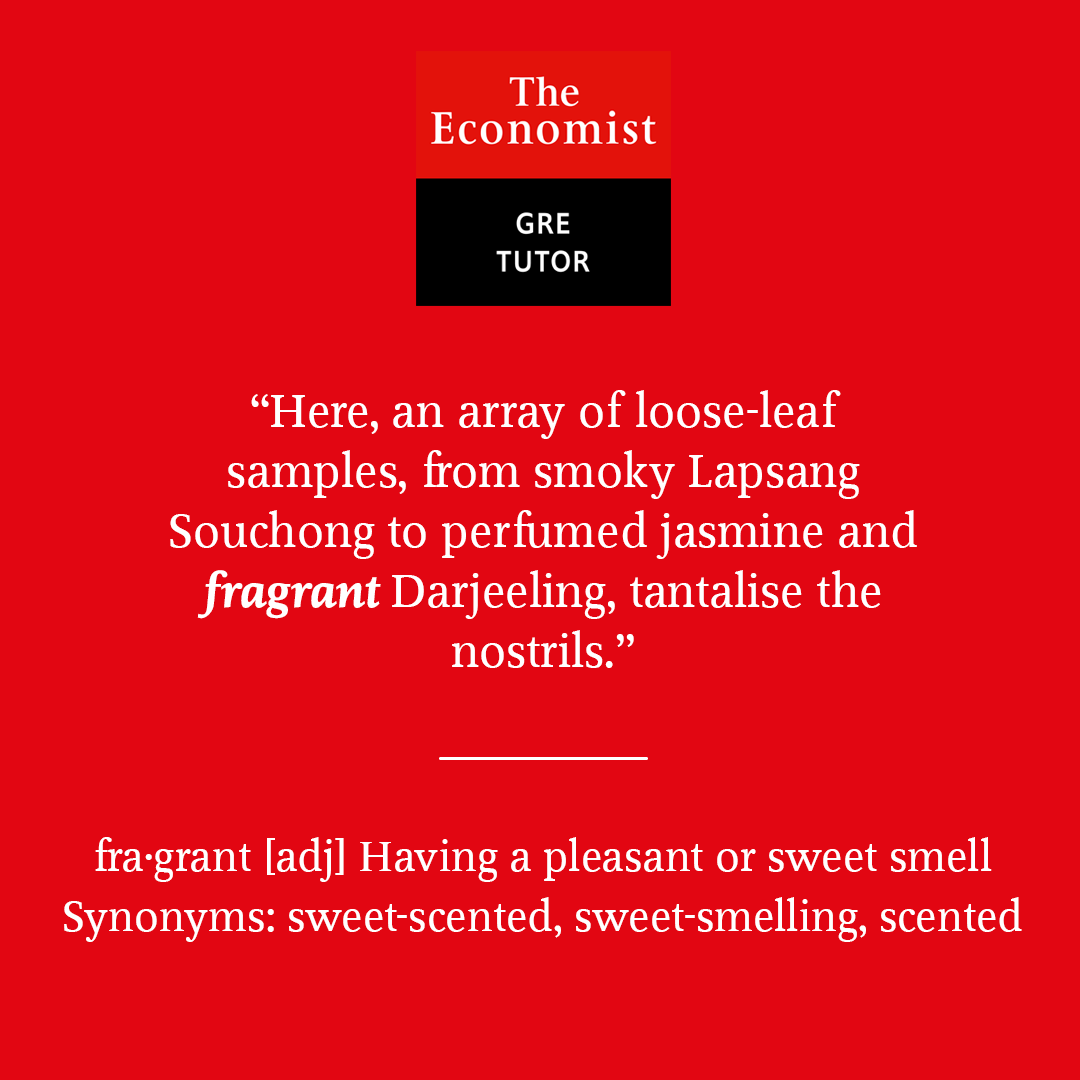 The
Economist
GRE
TUTOR
“Here, an array of loose-leaf
samples, from smoky Lapsang
Souchong to perfumed jasmine and
fragrant Darjeeling, tantalise the
nostrils.”
fra·grant [adj] Having a pleasant or sweet smell
Synonyms: sweet-scented, sweet-smelling, scented